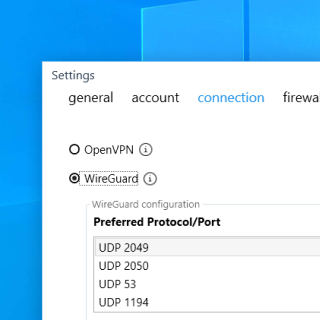 Settings
general account connection
OpenVPN
WireGuard
WireGuard configuration
Preferred Protocol/Port
UDP 2049
UDP 2050
UDP 53
UDP 1194